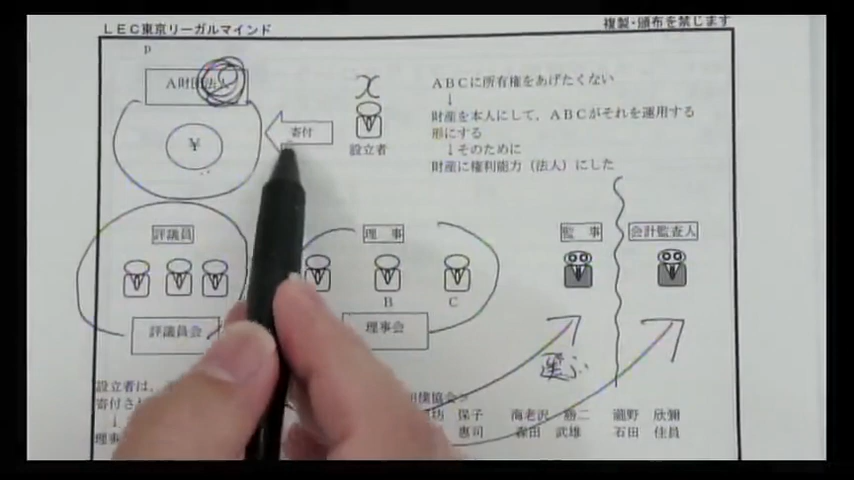 LEC東京リーガルマインド
複製・頒布を禁じます
p
A財団法人
X
ABCに所有権をあげたくない
↓
寄付
財産を本人にして、ABCがそれを運用する
形にする
¥
設立者
↓そのために
財産に権利能力（法人）にした
評議員
理事
監事
会計監査人
B
C
評議員会
理事会
選ぶ
設立者は、
寄付さ
↓
理事
保子
海老沢 勝二
瀧野 欣彌
惠司
森田 武雄
石田 佳員